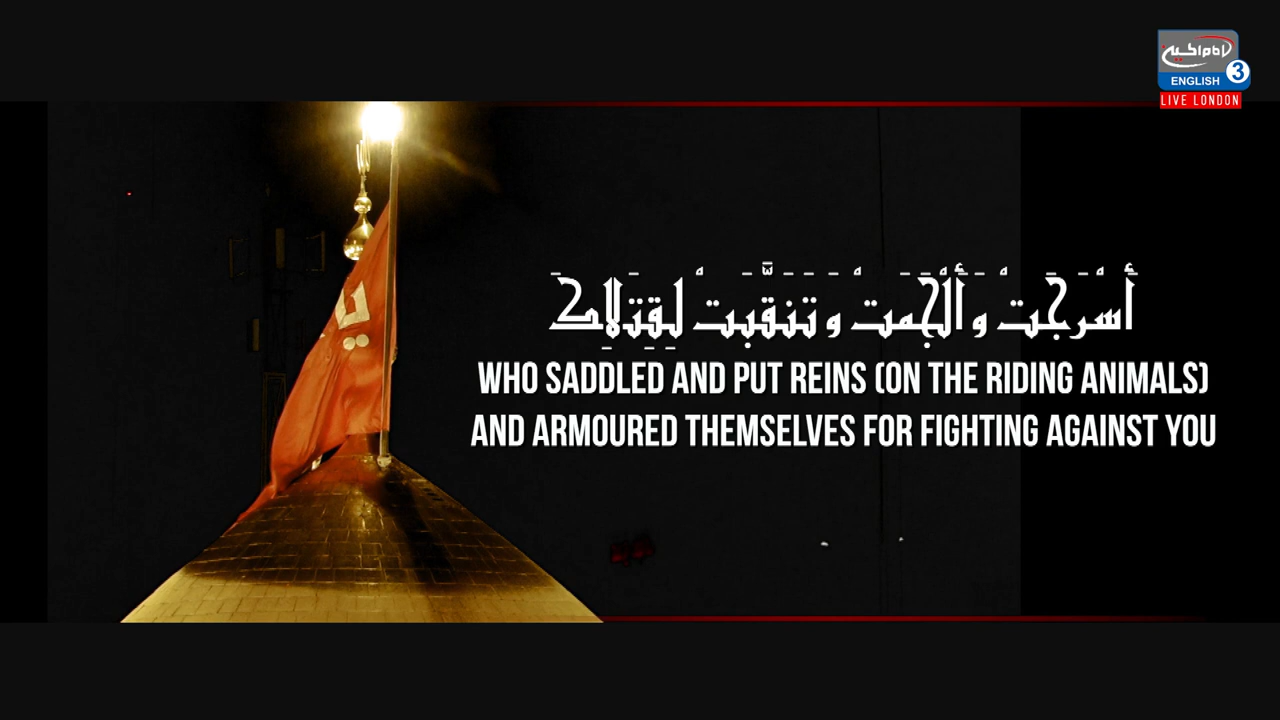 ENGLISH 3
LIVE LONDON
أَسْرَجَتْ وَ أَلْجَمَتْ وَ تَنَقَّبَتْ لِقِتَالِكَ
WHO SADDLED AND PUT REINS (ON THE RIDING ANIMALS)
AND ARMOURED THEMSELVES FOR FIGHTING AGAINST YOU